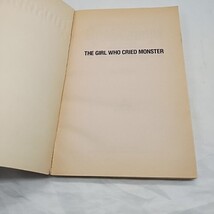 THE GIRL WHO CRIED MONSTER